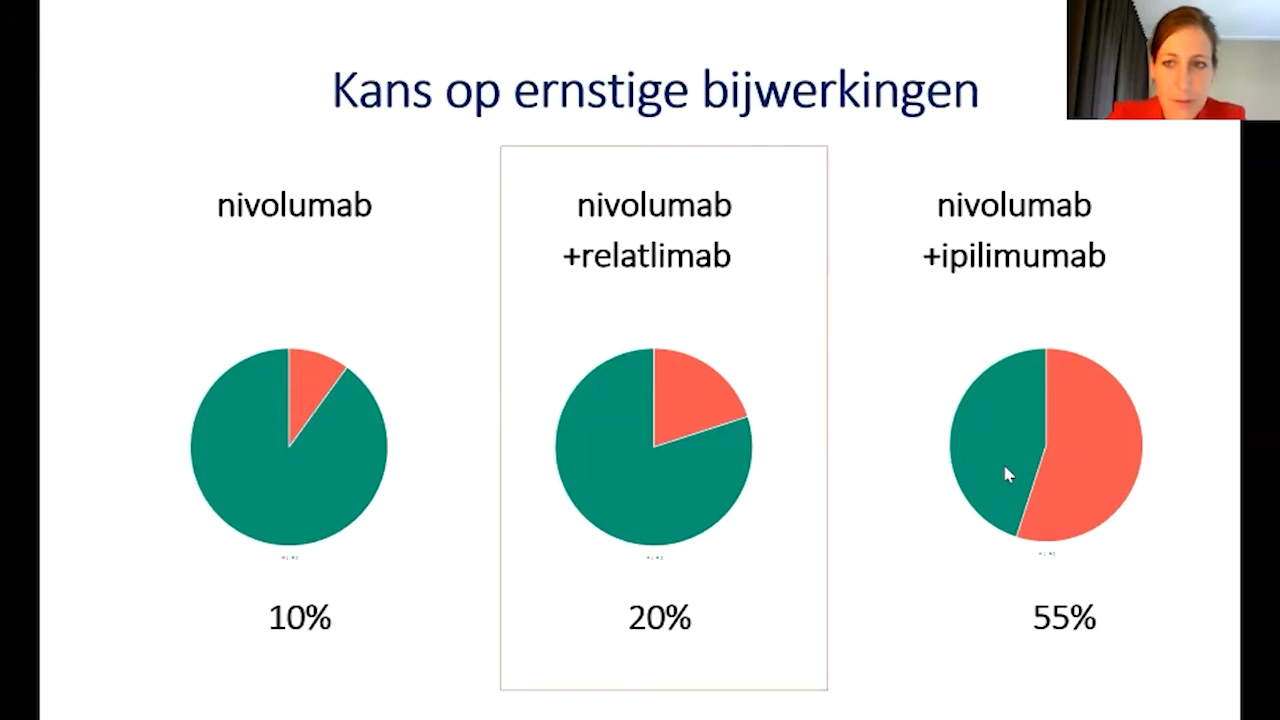 Kans op ernstige bijwerkingen
nivolumab
nivolumab
+relatlimab
nivolumab
+ipilimumab
10%
20%
55%